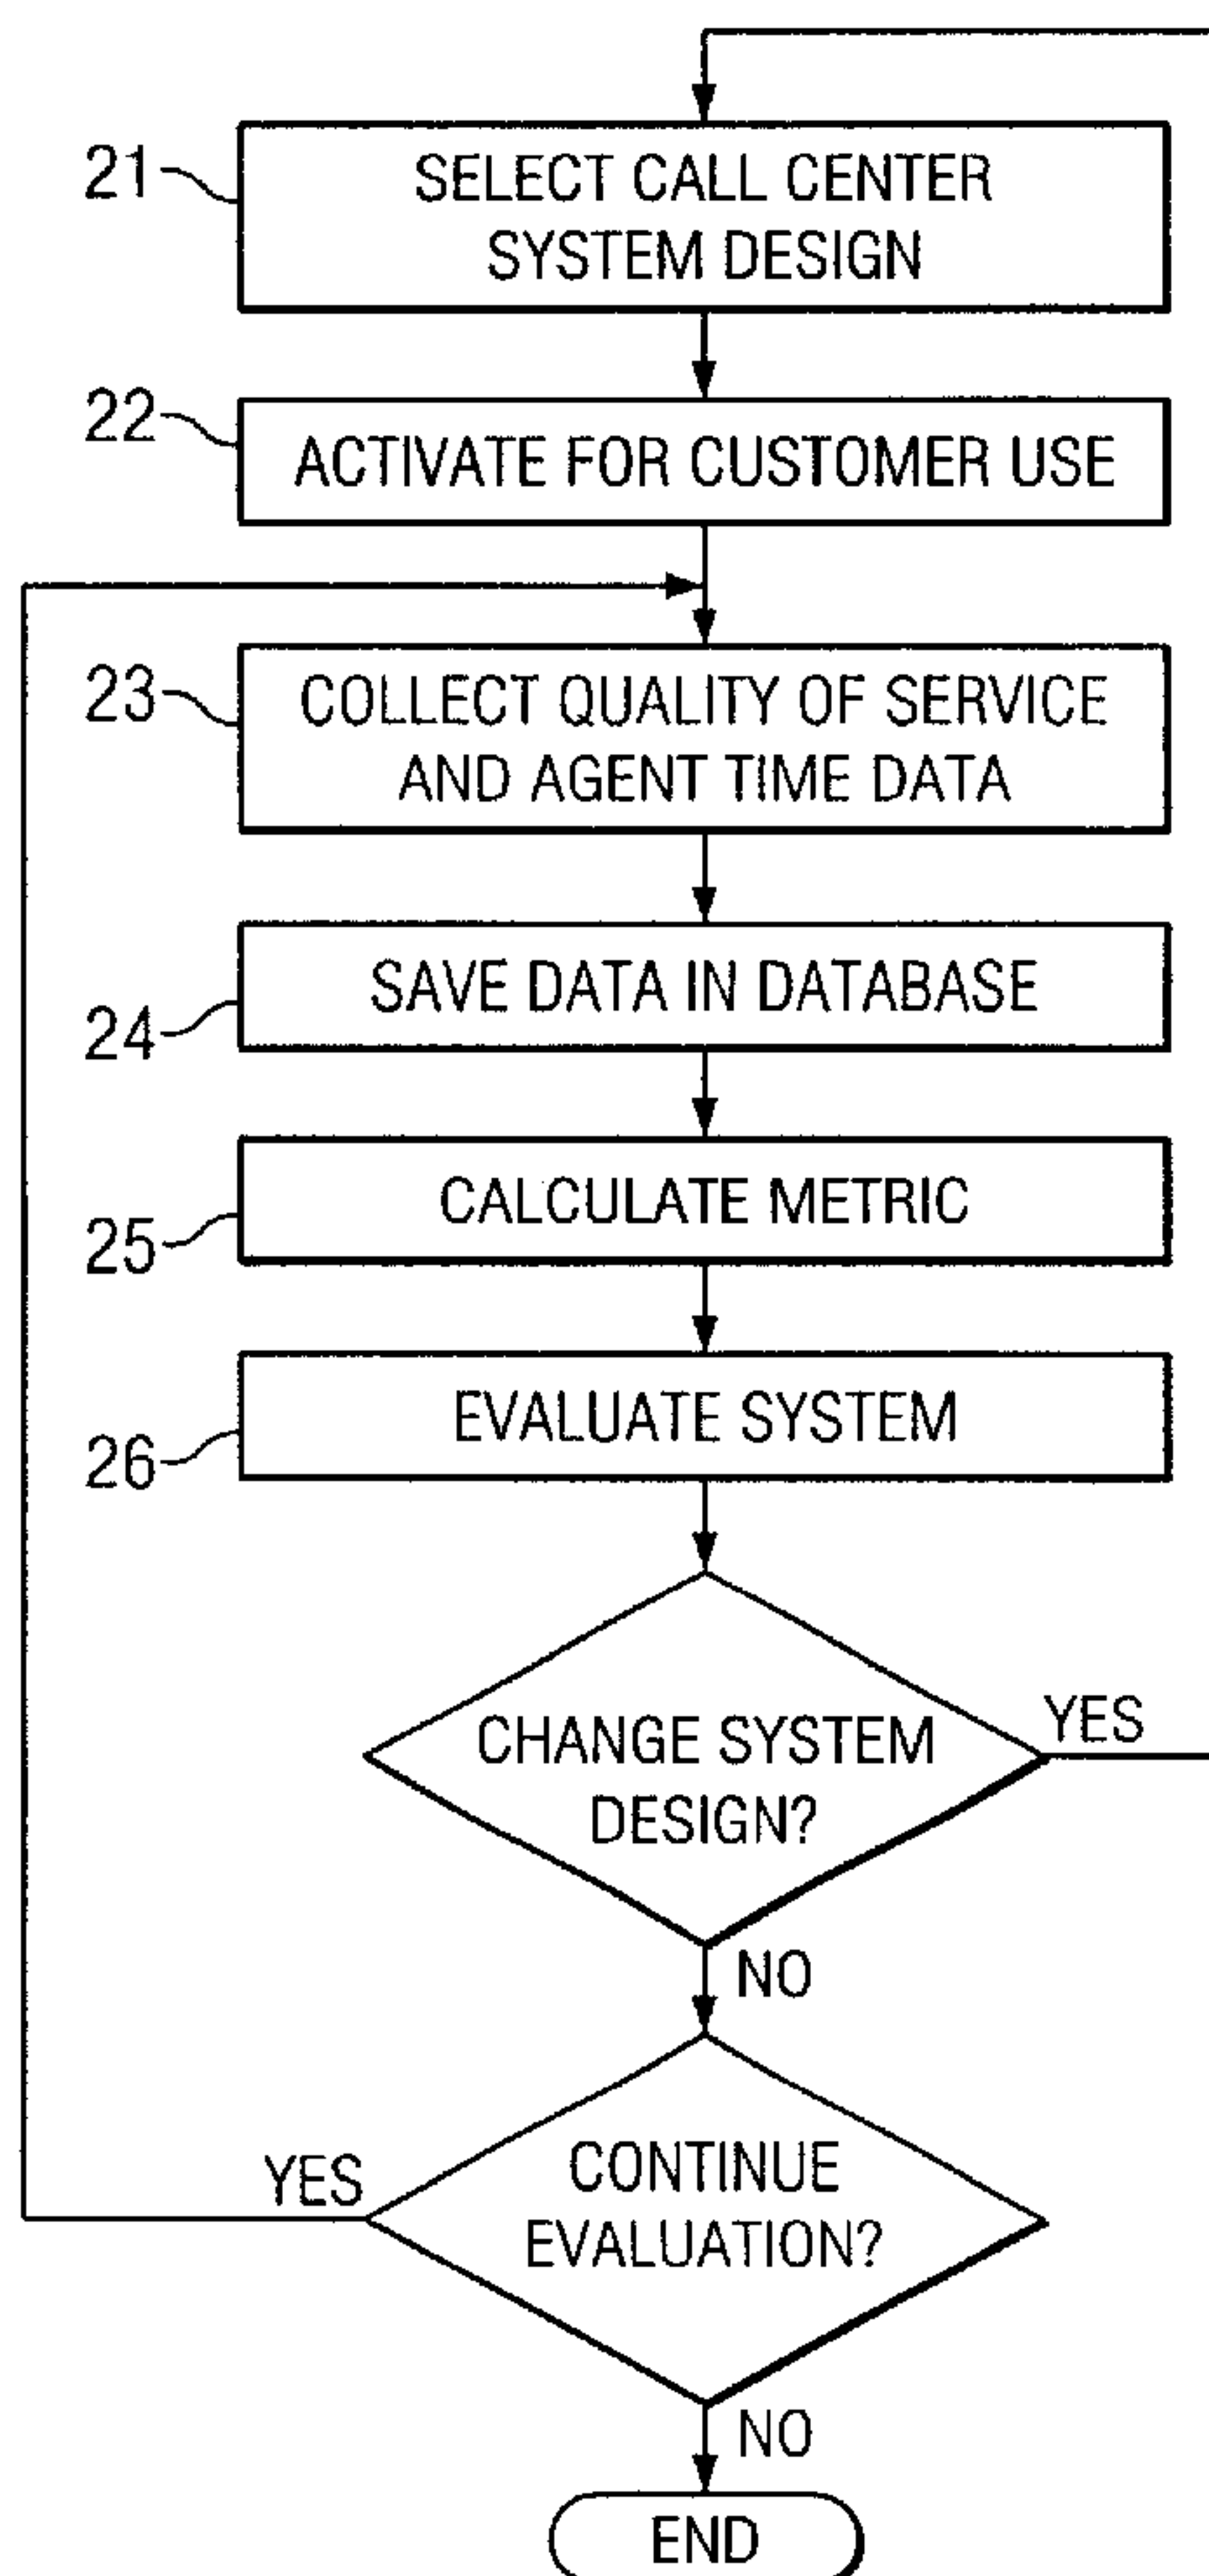 21
SELECT CALL CENTER
SYSTEM DESIGN
22
ACTIVATE FOR CUSTOMER USE
23
COLLECT QUALITY OF SERVICE
AND AGENT TIME DATA
24
SAVE DATA IN DATABASE
25
CALCULATE METRIC
26
EVALUATE SYSTEM
CHANGE SYSTEM
DESIGN?
YES
NO
CONTINUE
EVALUATION?
YES
NO
END